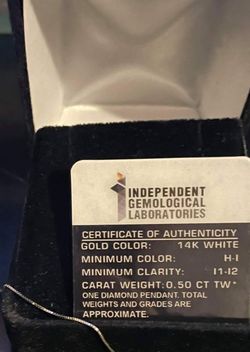 INDEPENDENT
GEMOLOGICAL
LABORATORIES
CERTIFICATE OF AUTHENTICITY
GOLD COLOR: 14K WHITE
MINIMUM COLOR: H-I
MINIMUM CLARITY: I1-I2
CARAT WEIGHT: 0.50 CT TW*
ONE DIAMOND PENDANT. TOTAL
WEIGHTS AND GRADES ARE
APPROXIMATE.